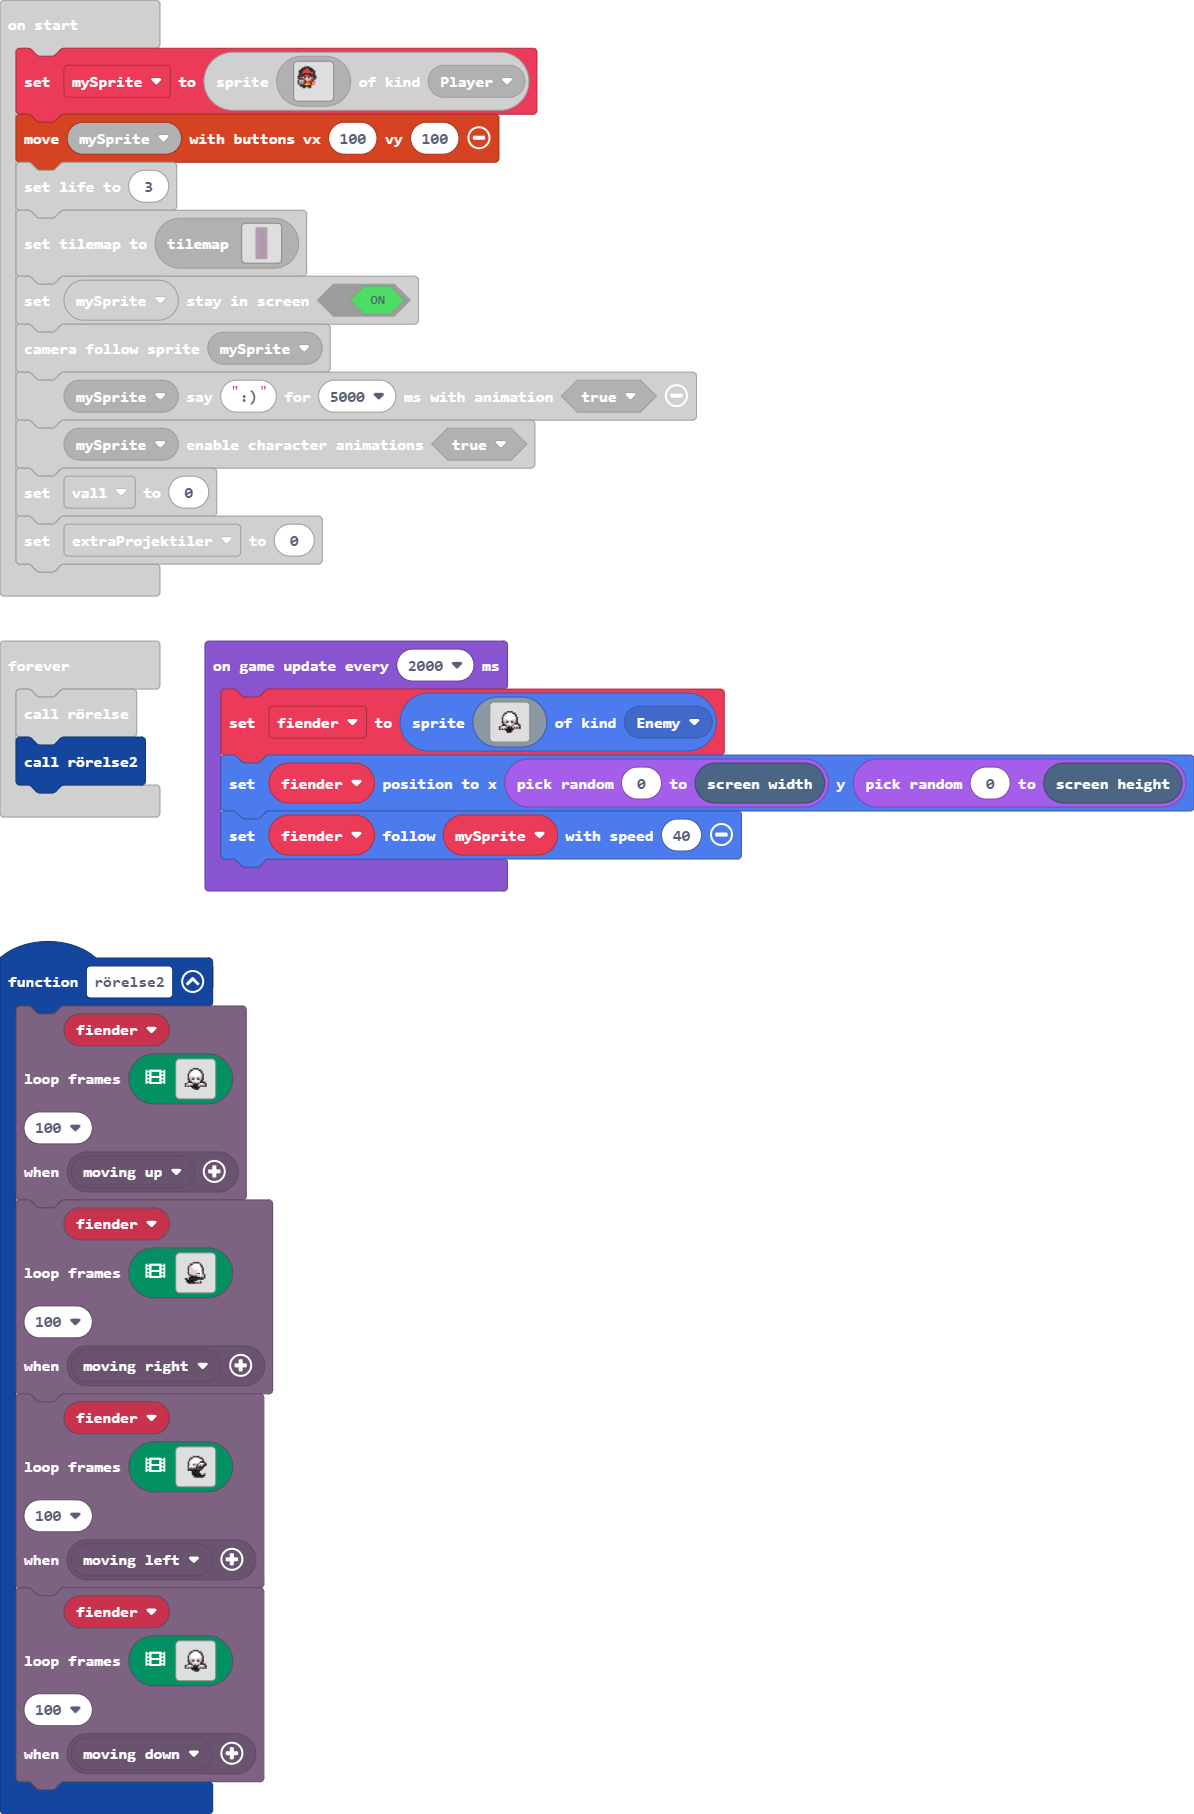 on start
set mySprite to sprite of kind Player
move mySprite with buttons vx 100 vy 100
set life to 3
set tilemap to tilemap
set mySprite stay in screen ON
camera follow sprite mySprite
mySprite say ":)" for 5000 ms with animation true
mySprite enable character animations true
set val1 to 0
set extraProjektiler to 0
forever
call rörelse
call rörelse2
on game update every 2000 ms
set fiender to sprite of kind Enemy
set fiender position to x pick random 0 to screen width y pick random 0 to screen height
set fiender follow mySprite with speed 40
function rörelse2
fiender
loop frames
100
when moving up
fiender
loop frames
100
when moving right
fiender
loop frames
100
when moving left
fiender
loop frames
100
when moving down